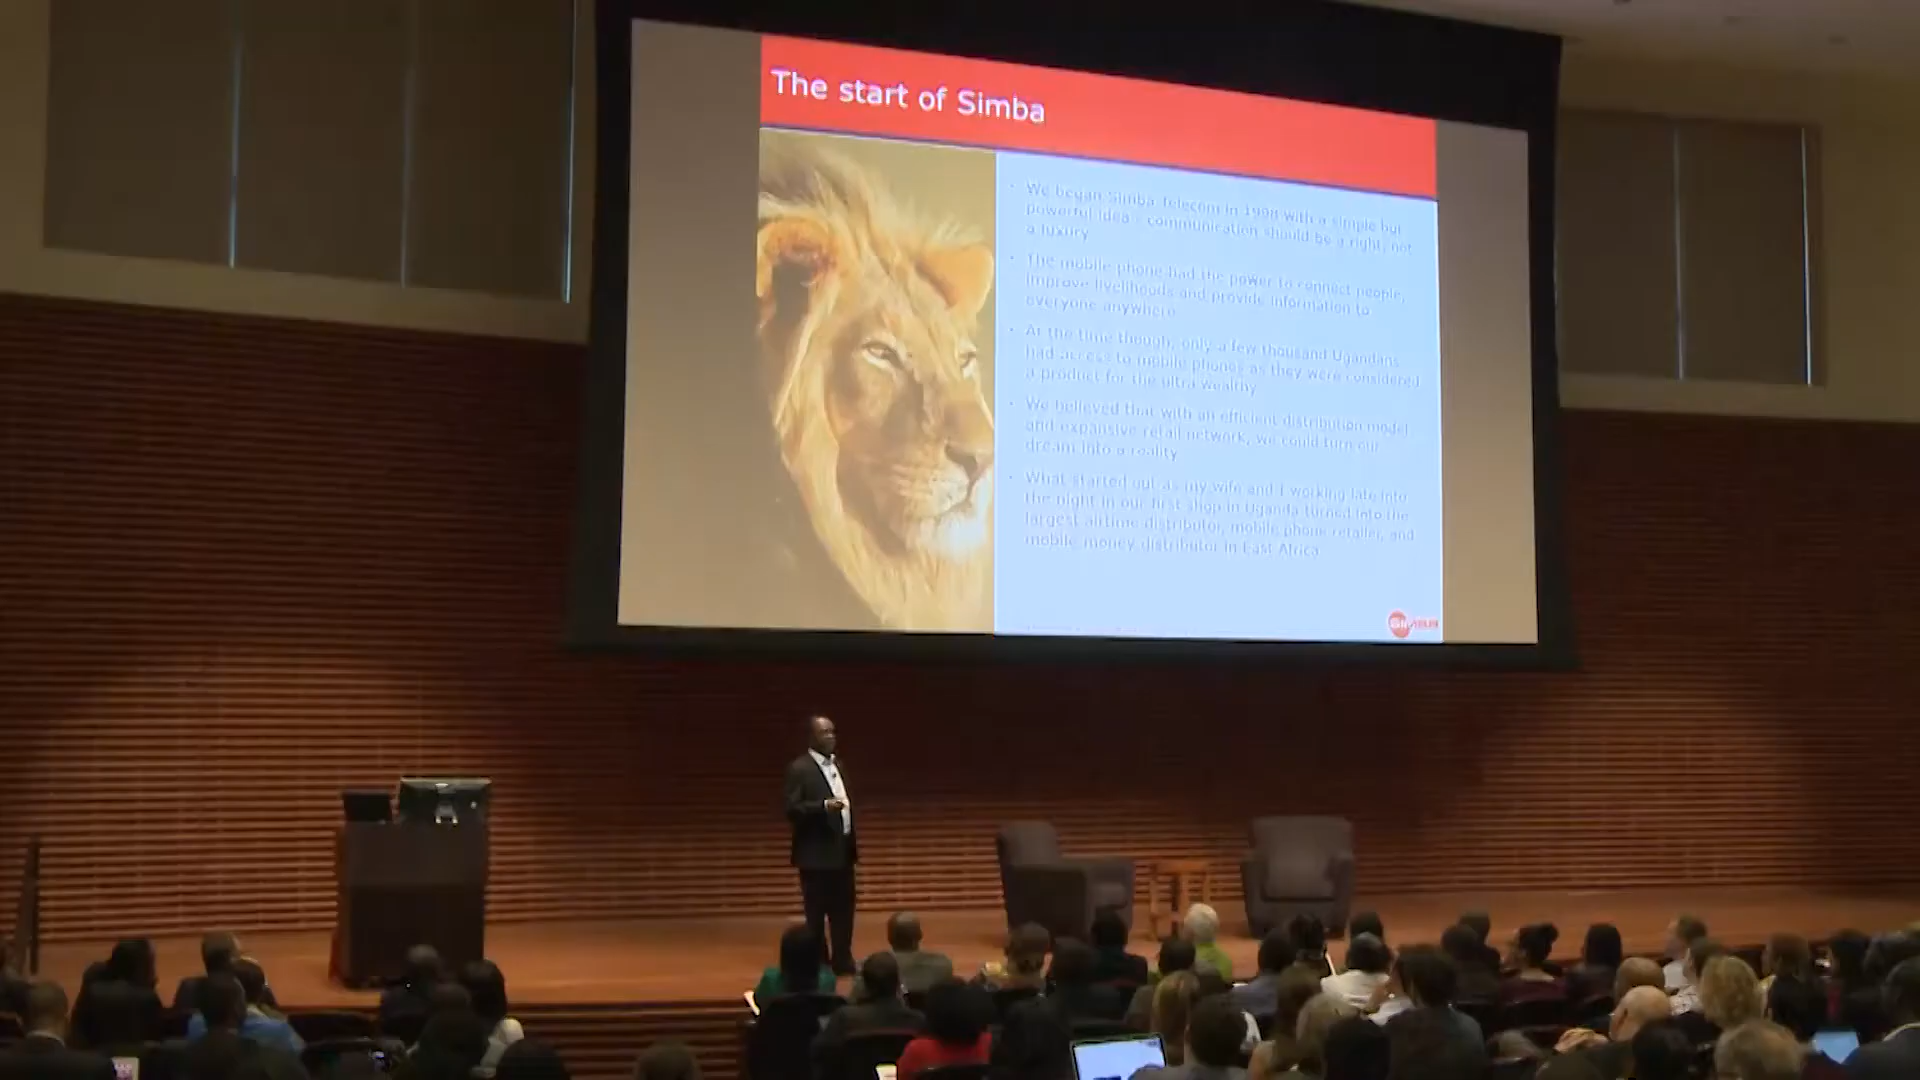 The start of Simba
We began Simba Telecom in 1998 with a simple but
powerful idea - communication should be a right, not
a luxury
The mobile phone had the power to connect people,
improve livelihoods and provide information to
everyone anywhere
At the time though, only a few thousand Ugandans
had access to mobile phones as they were considered
a product for the ultra wealthy
We believed that with an efficient distribution model
and expansive retail network, we could turn our
dream into a reality
What started out as my wife and I working late into
the night in our first shop in Uganda turned into the
largest airtime distributor, mobile phone retailer, and
mobile money distributor in East Africa